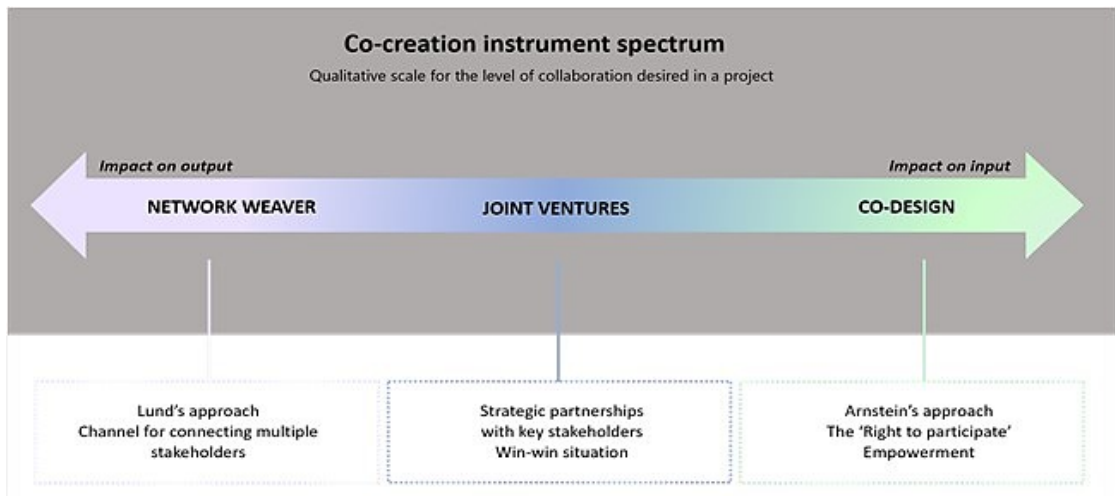 Co-creation instrument spectrum
Qualitative scale for the level of collaboration desired in a project
Impact on output
Impact on input
NETWORK WEAVER
JOINT VENTURES
CO-DESIGN
Lund's approach
Channel for connecting multiple
stakeholders
Strategic partnerships
with key stakeholders
Win-win situation
Arnstein's approach
The 'Right to participate'
Empowerment